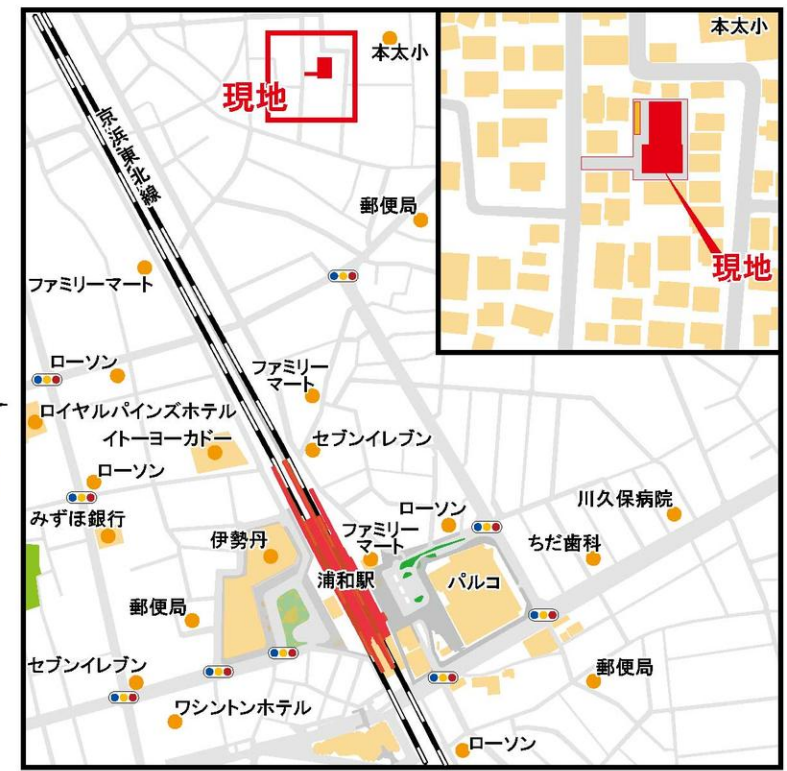 本太小
現地
京浜東北線
郵便局
ファミリーマート
本太小
現地
ローソン
ファミリー
マート
ロイヤルパインズホテル
イトーヨーカドー
セブンイレブン
ローソン
みずほ銀行
伊勢丹
ファミリー
マート
ローソン
川久保病院
ちだ歯科
浦和駅
パルコ
郵便局
セブンイレブン
ワシントンホテル
郵便局
ローソン